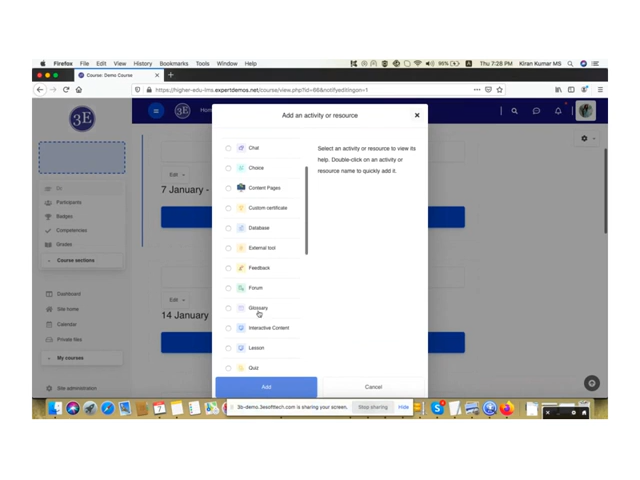 Firefox File Edit View History Bookmarks Tools Window Help 95% Thu 7:28 PM Kiran Kumar MS
Course: Demo Course × +
https://higher-edu-lms.expertdemos.net/course/view.php?id=98&notifyeditingon=1
3E
3E Hom
Add an activity or resource ×
Participants
Badges
Competencies
Grades
Course sections
Dashboard
Site home
Calendar
Private files
My courses
Site administration
Edit
7 January -
Edit
14 January
Chat
Choice
Content Pages
Custom certificate
Database
External tool
Feedback
Forum
Glossary
Interactive Content
Lesson
Quiz
Select an activity or resource to view its
help. Double-click on an activity or
resource name to quickly add it.
Add Cancel
3b-demo.3esofttech.com is sharing your screen. Stop sharing Hide